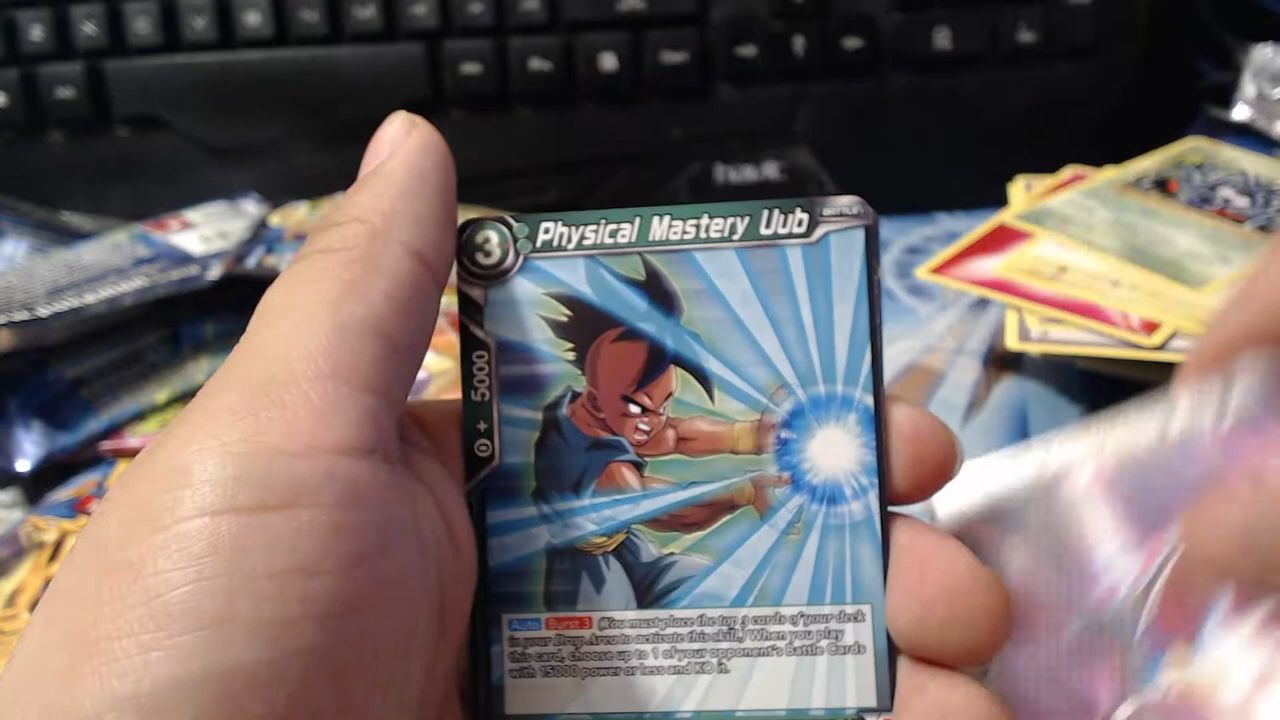 3 Physical Mastery Uub BATTLE
0 + 5000
Auto Burst 3 (You must place the top 3 cards of your deck
in your Drop Area to activate this skill.) When you play
this card, choose up to 1 of your opponent's Battle Cards
with 15000 power or less and KO it.